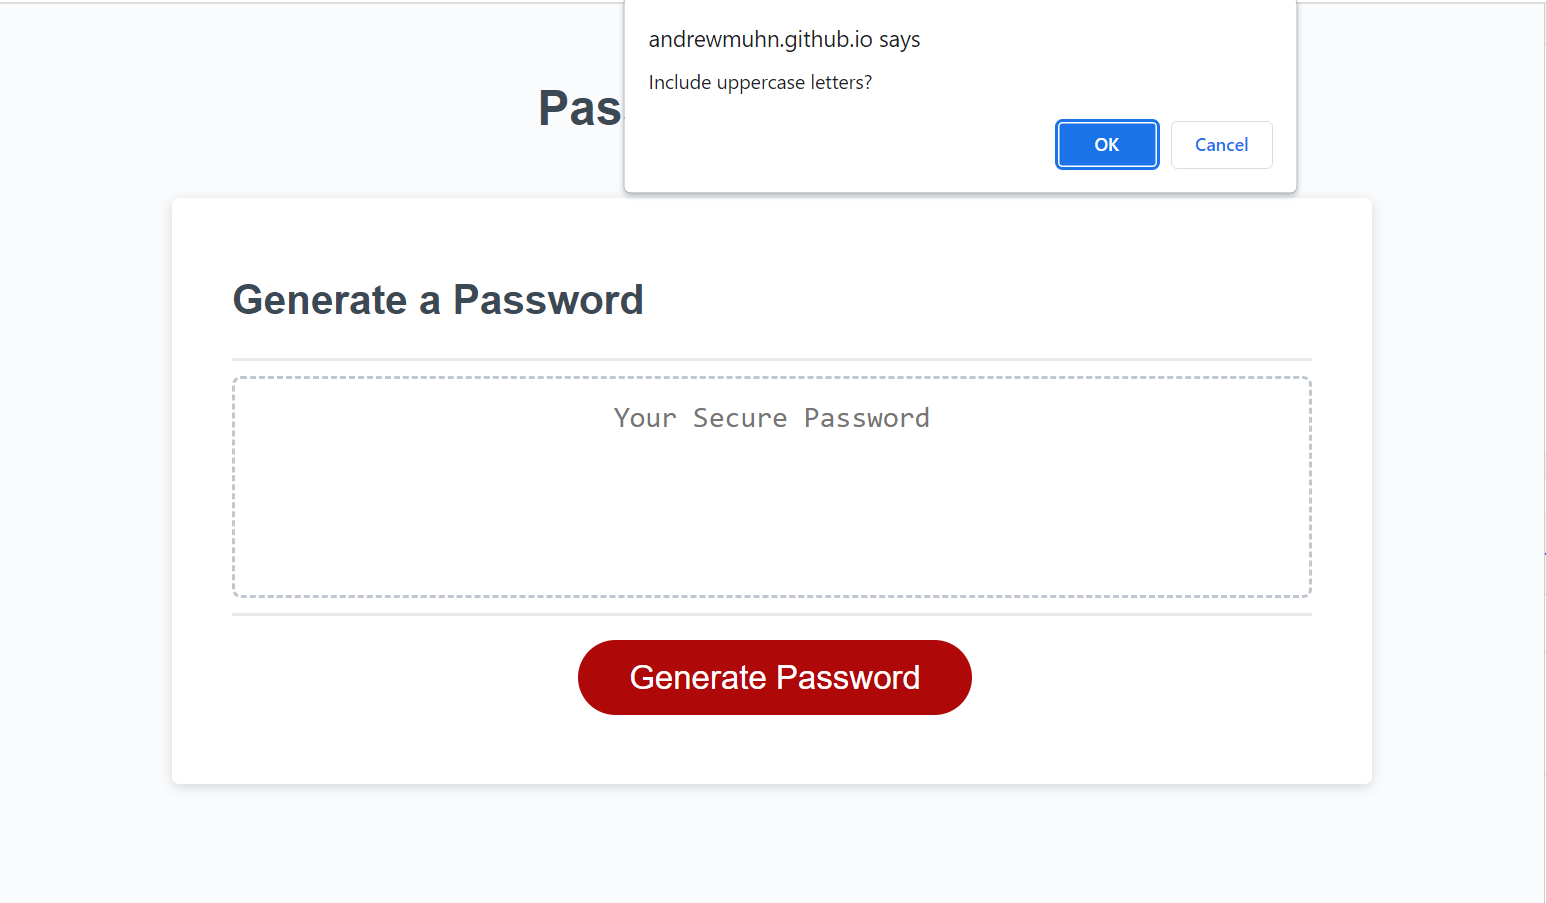 andrewmuhn.github.io says
Include uppercase letters?
OK Cancel
Pas
Generate a Password
Your Secure Password
Generate Password